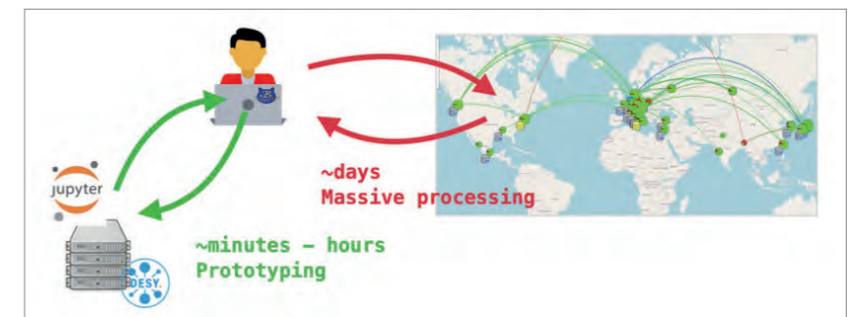 ~days
Massive processing
jupyter
~minutes – hours
Prototyping
DESY.